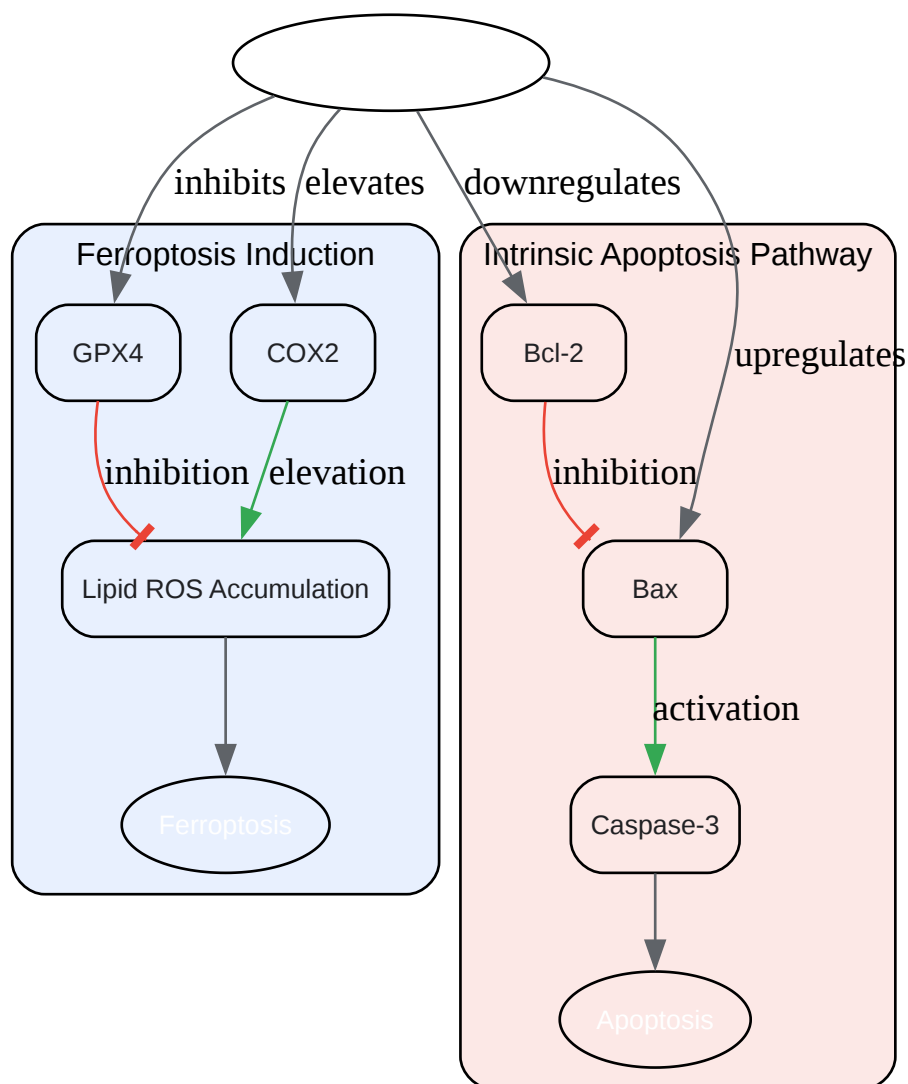 inhibits
elevates
downregulates
Ferroptosis Induction
Intrinsic Apoptosis Pathway
GPX4
COX2
Bcl-2
upregulates
inhibition
elevation
inhibition
Lipid ROS Accumulation
Bax
activation
Ferroptosis
Caspase-3
Apoptosis